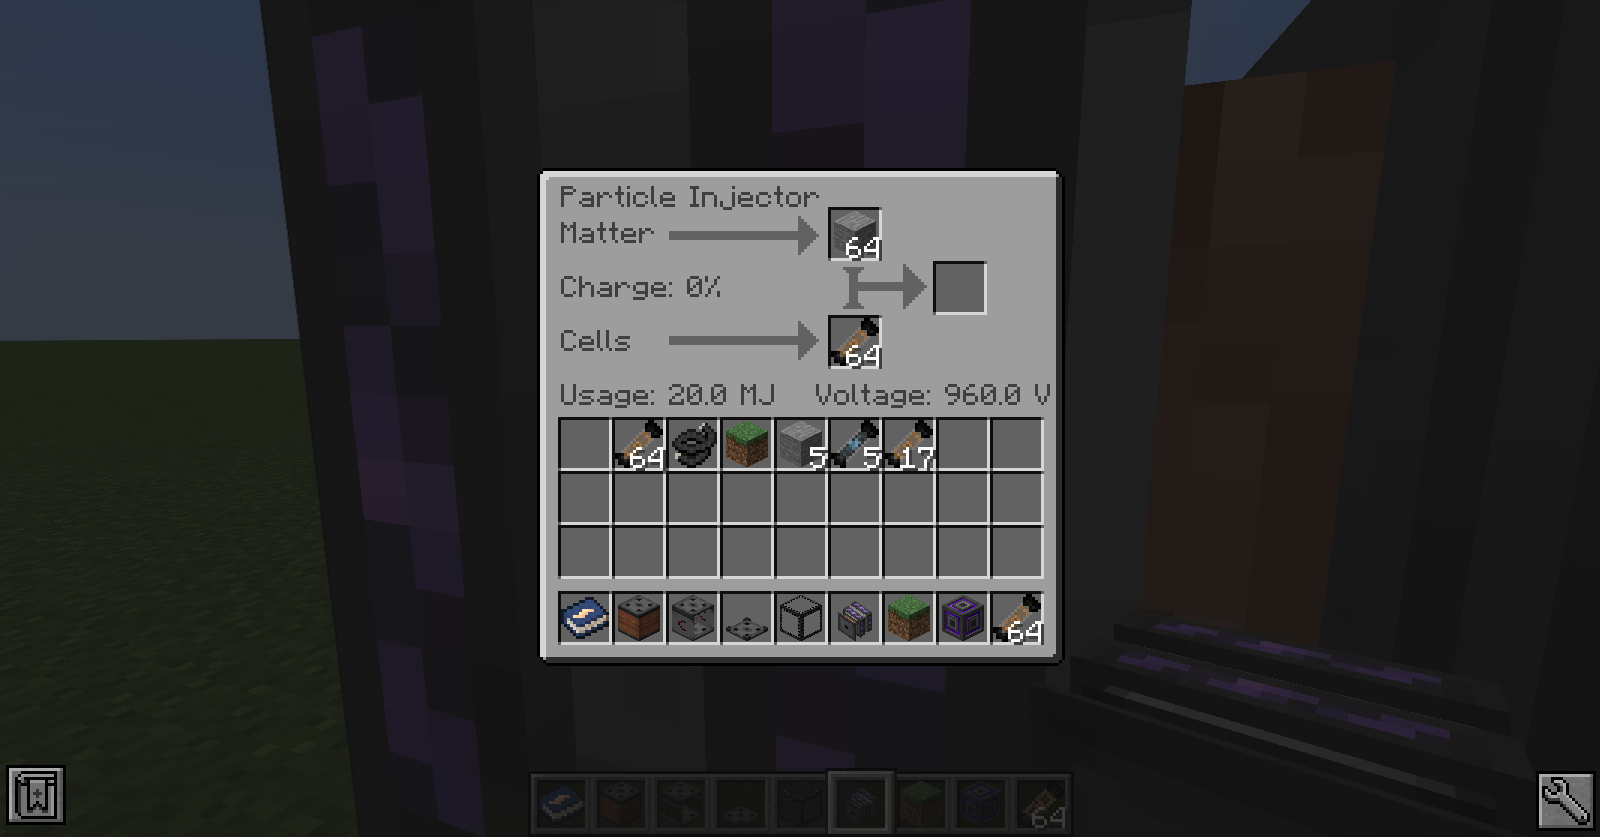 Particle Injector
Matter
64
Charge: 0%
Cells
64
Usage: 20.0 MJ Voltage: 960.0 V
64 5 5 17
64
64